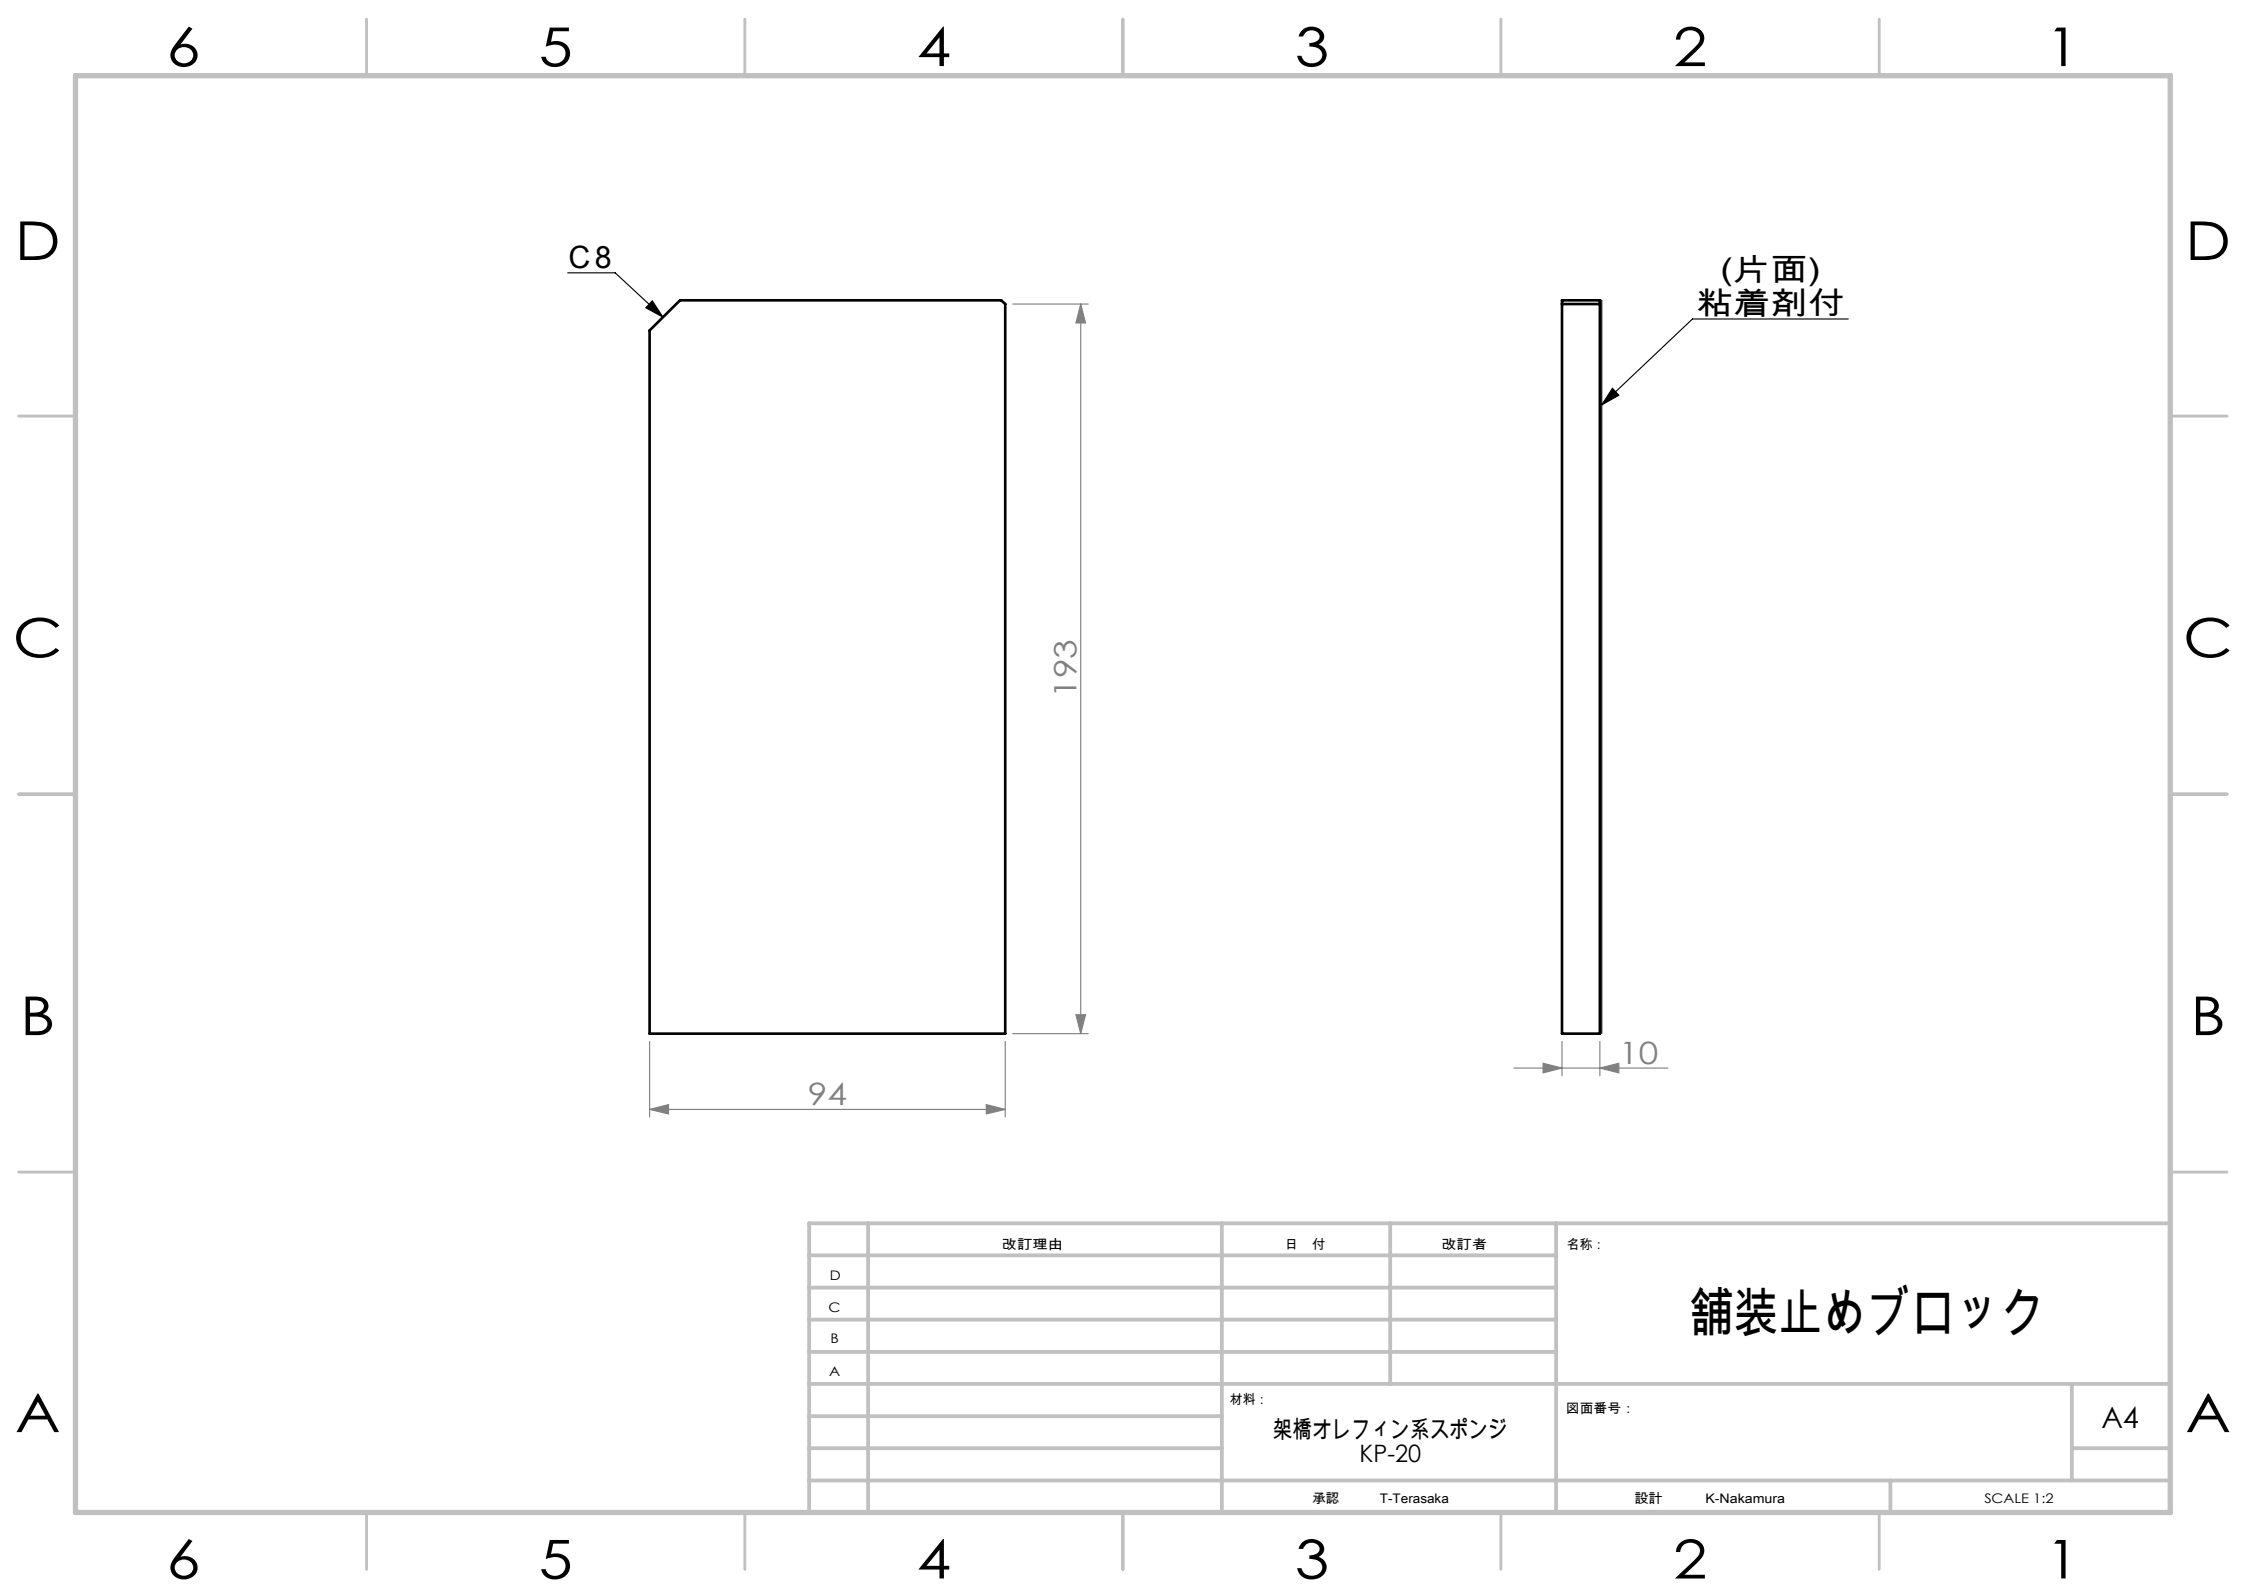 6 5 4 3 2 1
D D
C8
(片面)
粘着剤付
C C
193
B B
10
94
改訂理由 日 付 改訂者 名称：
D
C
舗装止めブロック
B
A
A A
材料： 図面番号：
架橋オレフィン系スポンジ A4
KP-20
承認 T-Terasaka 設計 K-Nakamura SCALE 1:2
6 5 4 3 2 1